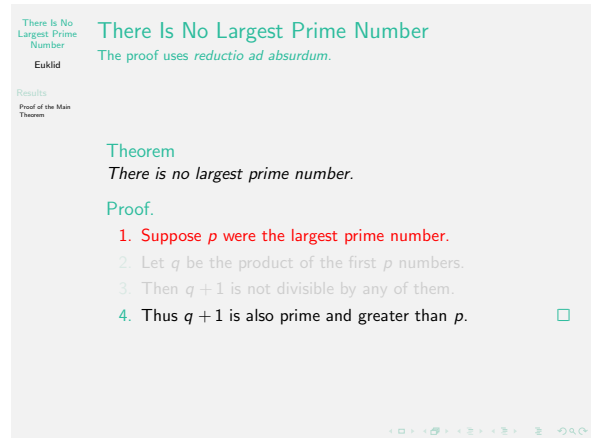 There Is No
Largest Prime
Number
Euklid
Results
Proof of the Main
Theorem
There Is No Largest Prime Number
The proof uses reductio ad absurdum.
Theorem
There is no largest prime number.
Proof.
1. Suppose p were the largest prime number.
2. Let q be the product of the first p numbers.
3. Then q + 1 is not divisible by any of them.
4. Thus q + 1 is also prime and greater than p. □